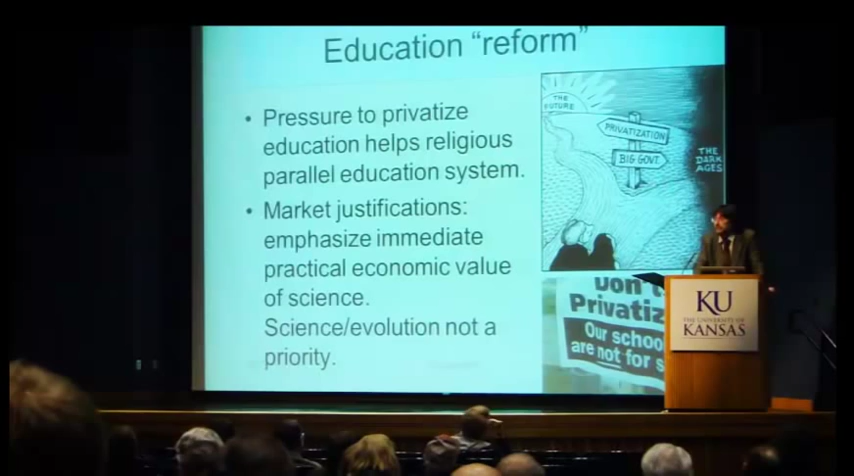 Education “reform”
• Pressure to privatize
education helps religious
parallel education system.
• Market justifications:
emphasize immediate
practical economic value
of science.
Science/evolution not a
priority.
THE
FUTURE
PRIVATIZATION
BIG GOVT.
THE
DARK
AGES
Don't
Privatiz
Our schoo
are not for s
KU
THE UNIVERSITY OF
KANSAS